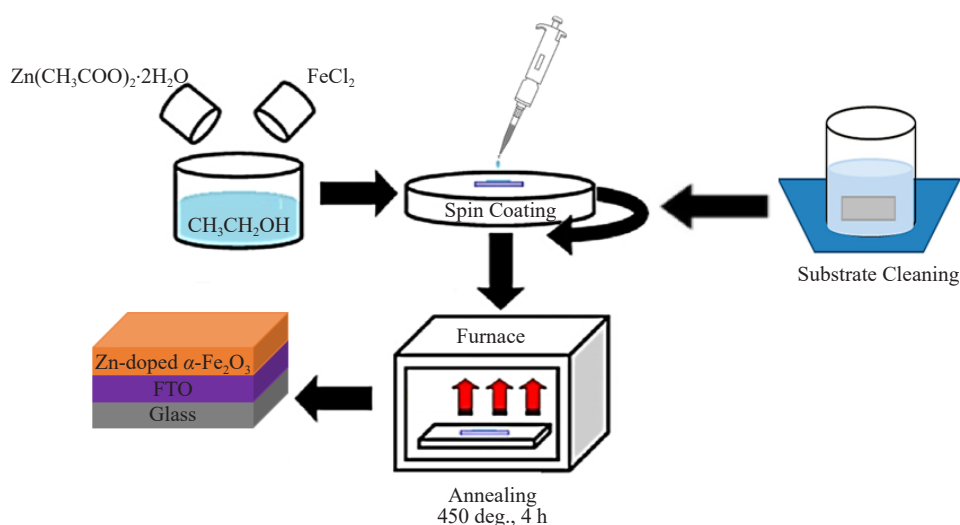 Zn(CH₃COO)₂·2H₂O
FeCl₂
CH₃CH₂OH
Spin Coating
Substrate Cleaning
Furnace
Zn-doped α-Fe₂O₃
FTO
Glass
Annealing
450 deg., 4 h